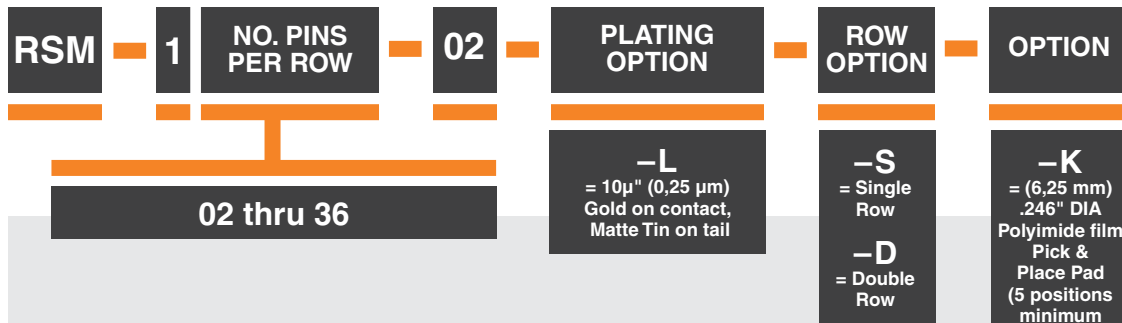 RSM
1
NO. PINS
PER ROW
02
PLATING
OPTION
ROW
OPTION
OPTION
02 thru 36
–L
= 10µ" (0,25 µm)
Gold on contact,
Matte Tin on tail
–S
= Single
Row
–D
= Double
Row
–K
= (6,25 mm)
.246" DIA
Polyimide film
Pick &
Place Pad
(5 positions
minimum